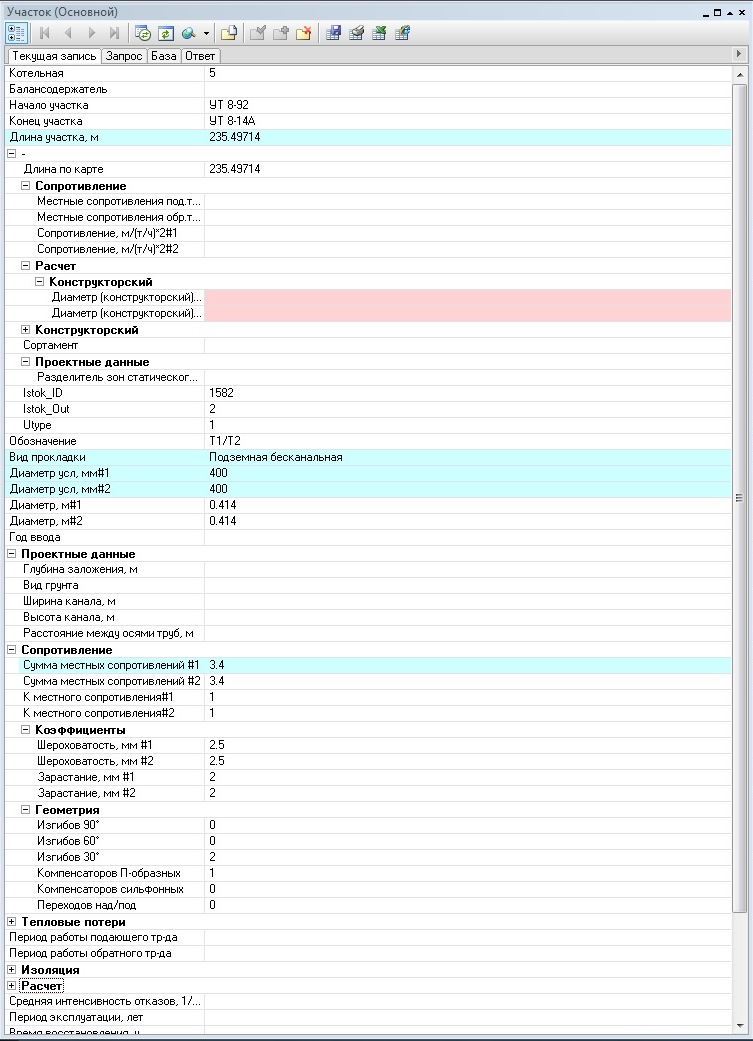 Участок (Основной)
Текущая запись Запрос База Ответ
Котельная 5
Балансодержатель
Начало участка УТ 8-92
Конец участка УТ 8-14А
Длина участка, м 235.49714
-
Длина по карте 235.49714
Сопротивление
Местные сопротивления под.т...
Местные сопротивления обр.т...
Сопротивление, м/(т/ч)*2#1
Сопротивление, м/(т/ч)*2#2
Расчет
Конструкторский
Диаметр (конструкторский)...
Диаметр (конструкторский)...
Конструкторский
Сортамент
Проектные данные
Разделитель зон статическог...
Istok_ID 1582
Istok_Out 2
Utype 1
Обозначение Т1/Т2
Вид прокладки Подземная бесканальная
Диаметр усл, мм#1 400
Диаметр усл, мм#2 400
Диаметр, м#1 0.414
Диаметр, м#2 0.414
Год ввода
Проектные данные
Глубина заложения, м
Вид грунта
Ширина канала, м
Высота канала, м
Расстояние между осями труб, м
Сопротивление
Сумма местных сопротивлений #1 3.4
Сумма местных сопротивлений #2 3.4
К местного сопротивления#1 1
К местного сопротивления#2 1
Коэффициенты
Шероховатость, мм #1 2.5
Шероховатость, мм #2 2.5
Зарастание, мм #1 2
Зарастание, мм #2 2
Геометрия
Изгибов 90° 0
Изгибов 60° 0
Изгибов 30° 2
Компенсаторов П-образных 1
Компенсаторов сильфонных 0
Переходов над/под 0
Тепловые потери
Период работы подающего тр-да
Период работы обратного тр-да
Изоляция
Расчет
Средняя интенсивность отказов, 1/...
Период эксплуатации, лет
Время восстановления, ч